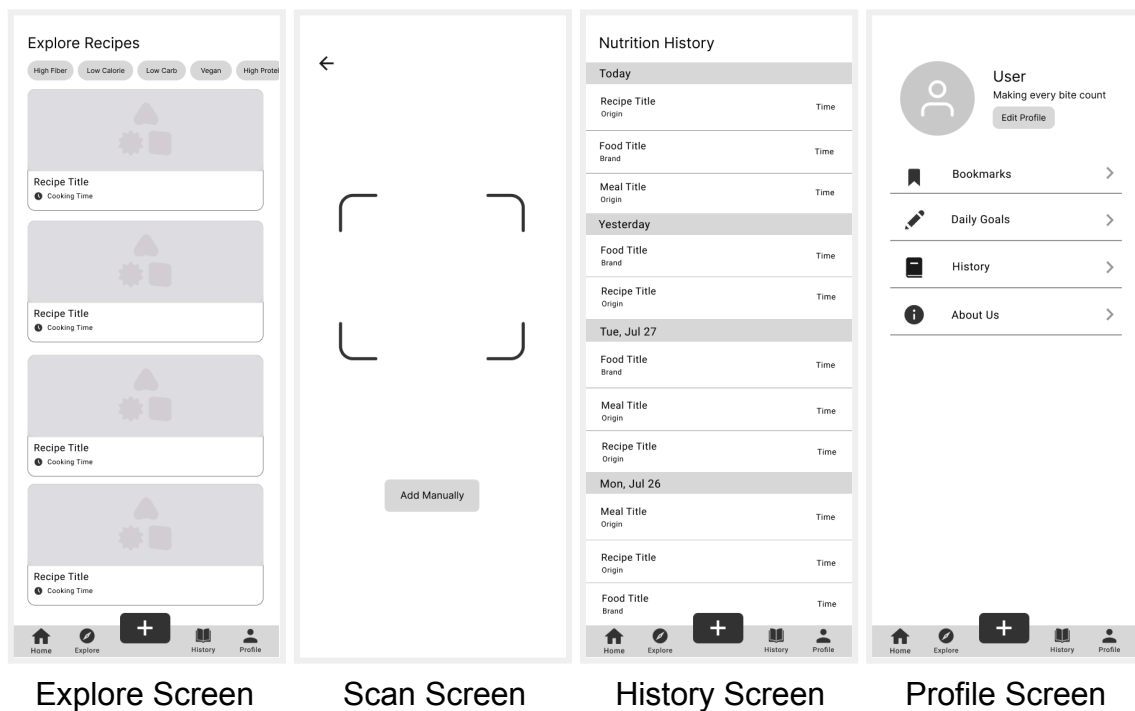 Explore Recipes
High Fiber Low Calorie Low Carb Vegan High Protei
Recipe Title
Cooking Time
Recipe Title
Cooking Time
Recipe Title
Cooking Time
Recipe Title
Cooking Time
Home Explore History Profile
Explore Screen
Add Manually
Scan Screen
Nutrition History
Today
Recipe Title
Origin
Time
Food Title
Brand
Time
Meal Title
Origin
Time
Yesterday
Food Title
Brand
Time
Recipe Title
Origin
Time
Tue, Jul 27
Food Title
Brand
Time
Meal Title
Origin
Time
Recipe Title
Origin
Time
Mon, Jul 26
Meal Title
Origin
Time
Recipe Title
Origin
Time
Food Title
Brand
Time
Home Explore History Profile
History Screen
User
Making every bite count
Edit Profile
Bookmarks
Daily Goals
History
About Us
Home Explore History Profile
Profile Screen